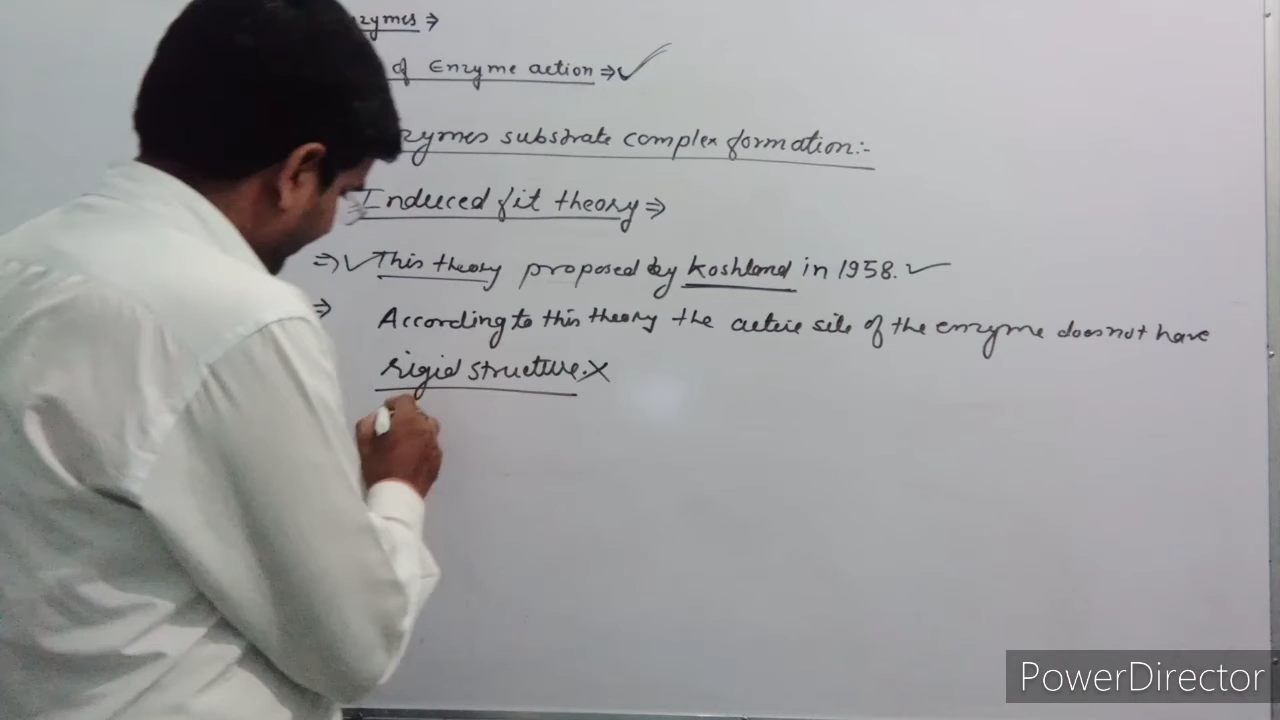 zymes ⇒
of Enzyme action ⇒ ✓
zymes substrate complex formation:-
Induced fit theory ⇒
⇒ ✓ This theory proposed by Koshland in 1958. ✓
⇒ According to this theory the active site of the enzyme does not have
rigid structure. X
PowerDirector